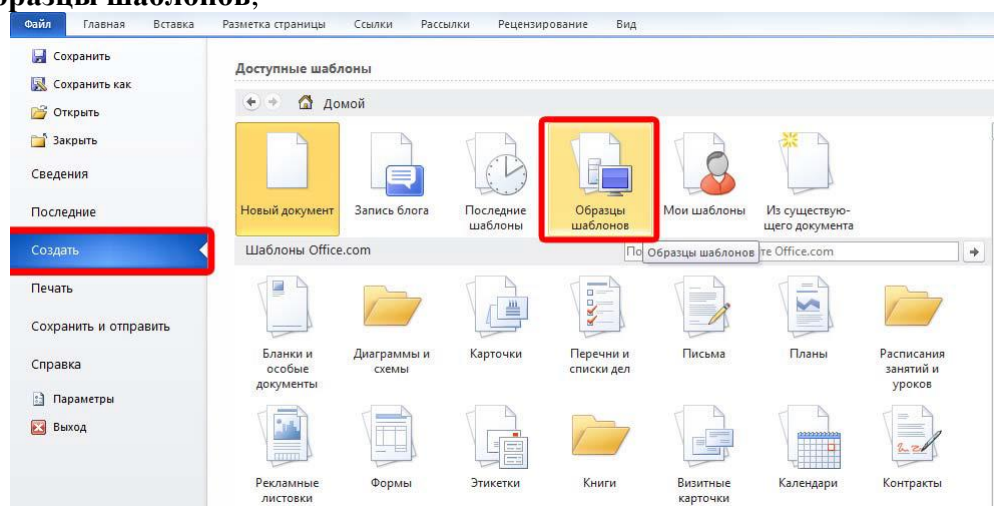 образцы шаблонов;
Файл Главная Вставка Разметка страницы Ссылки Рассылки Рецензирование Вид
Сохранить
Сохранить как
Открыть
Закрыть
Сведения
Последние
Создать
Печать
Сохранить и отправить
Справка
Параметры
Выход
Доступные шаблоны
Домой
Новый документ
Запись блога
Последние
шаблоны
Образцы
шаблонов
Мои шаблоны
Из существую-
щего документа
Шаблоны Office.com
По
Образцы шаблонов
те Office.com
Бланки и
особые
документы
Диаграммы и
схемы
Карточки
Перечни и
списки дел
Письма
Планы
Расписания
занятий и
уроков
Рекламные
листовки
Формы
Этикетки
Книги
Визитные
карточки
Календари
Контракты